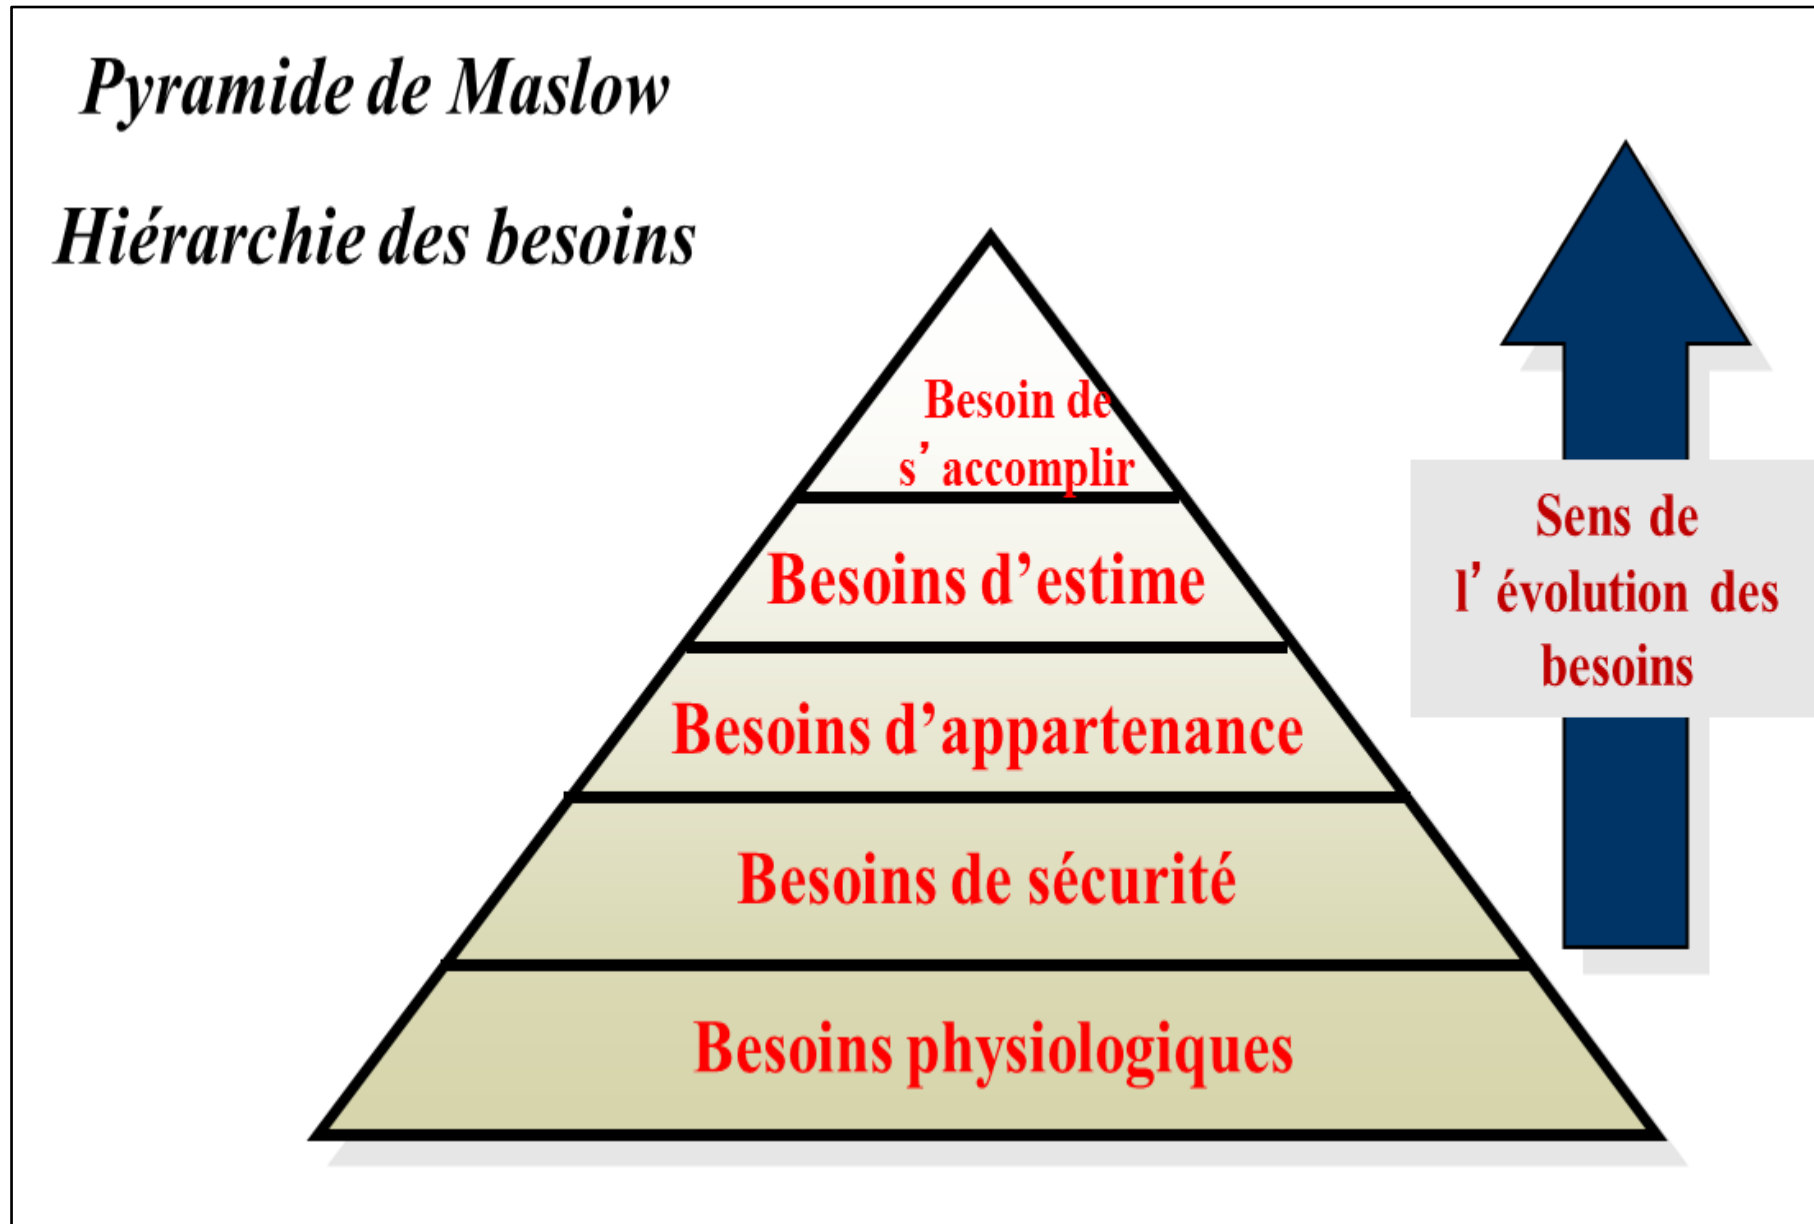 Pyramide de Maslow
Hiérarchie des besoins
Besoin de
s’ accomplir
Besoins d’estime
Besoins d’appartenance
Besoins de sécurité
Besoins physiologiques
Sens de
l’ évolution des
besoins